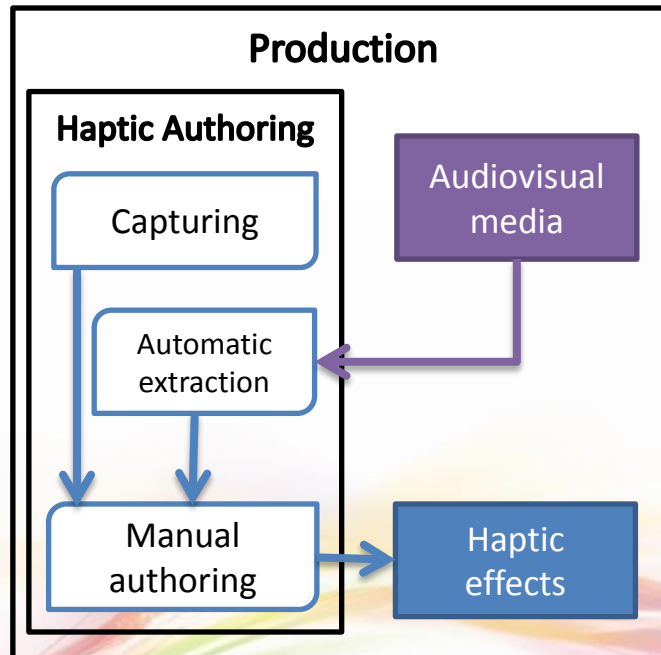 Production
Haptic Authoring
Capturing
Audiovisual
media
Automatic
extraction
Manual
authoring
Haptic
effects